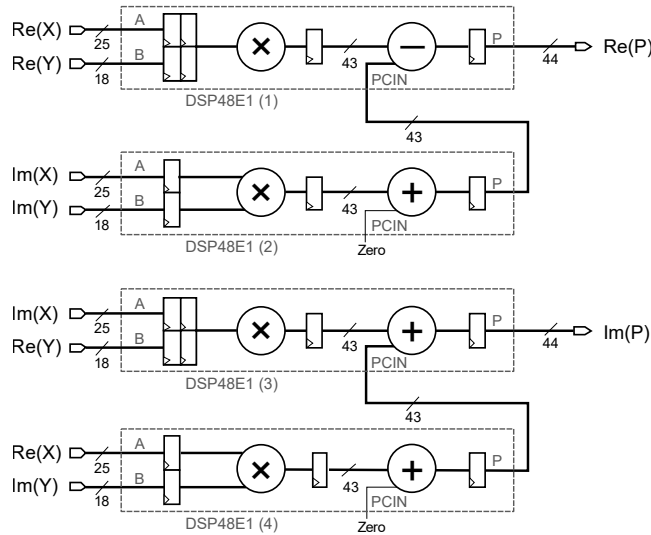 Re(X) 25 A 43 P 44 Re(P)
Re(Y) 18 B PCIN
DSP48E1 (1)
43
Im(X) 25 A 43 P
Im(Y) 18 B PCIN
DSP48E1 (2) Zero
Im(X) 25 A 43 P 44 Im(P)
Re(Y) 18 B PCIN
DSP48E1 (3)
43
Re(X) 25 A 43 P
Im(Y) 18 B PCIN
DSP48E1 (4) Zero